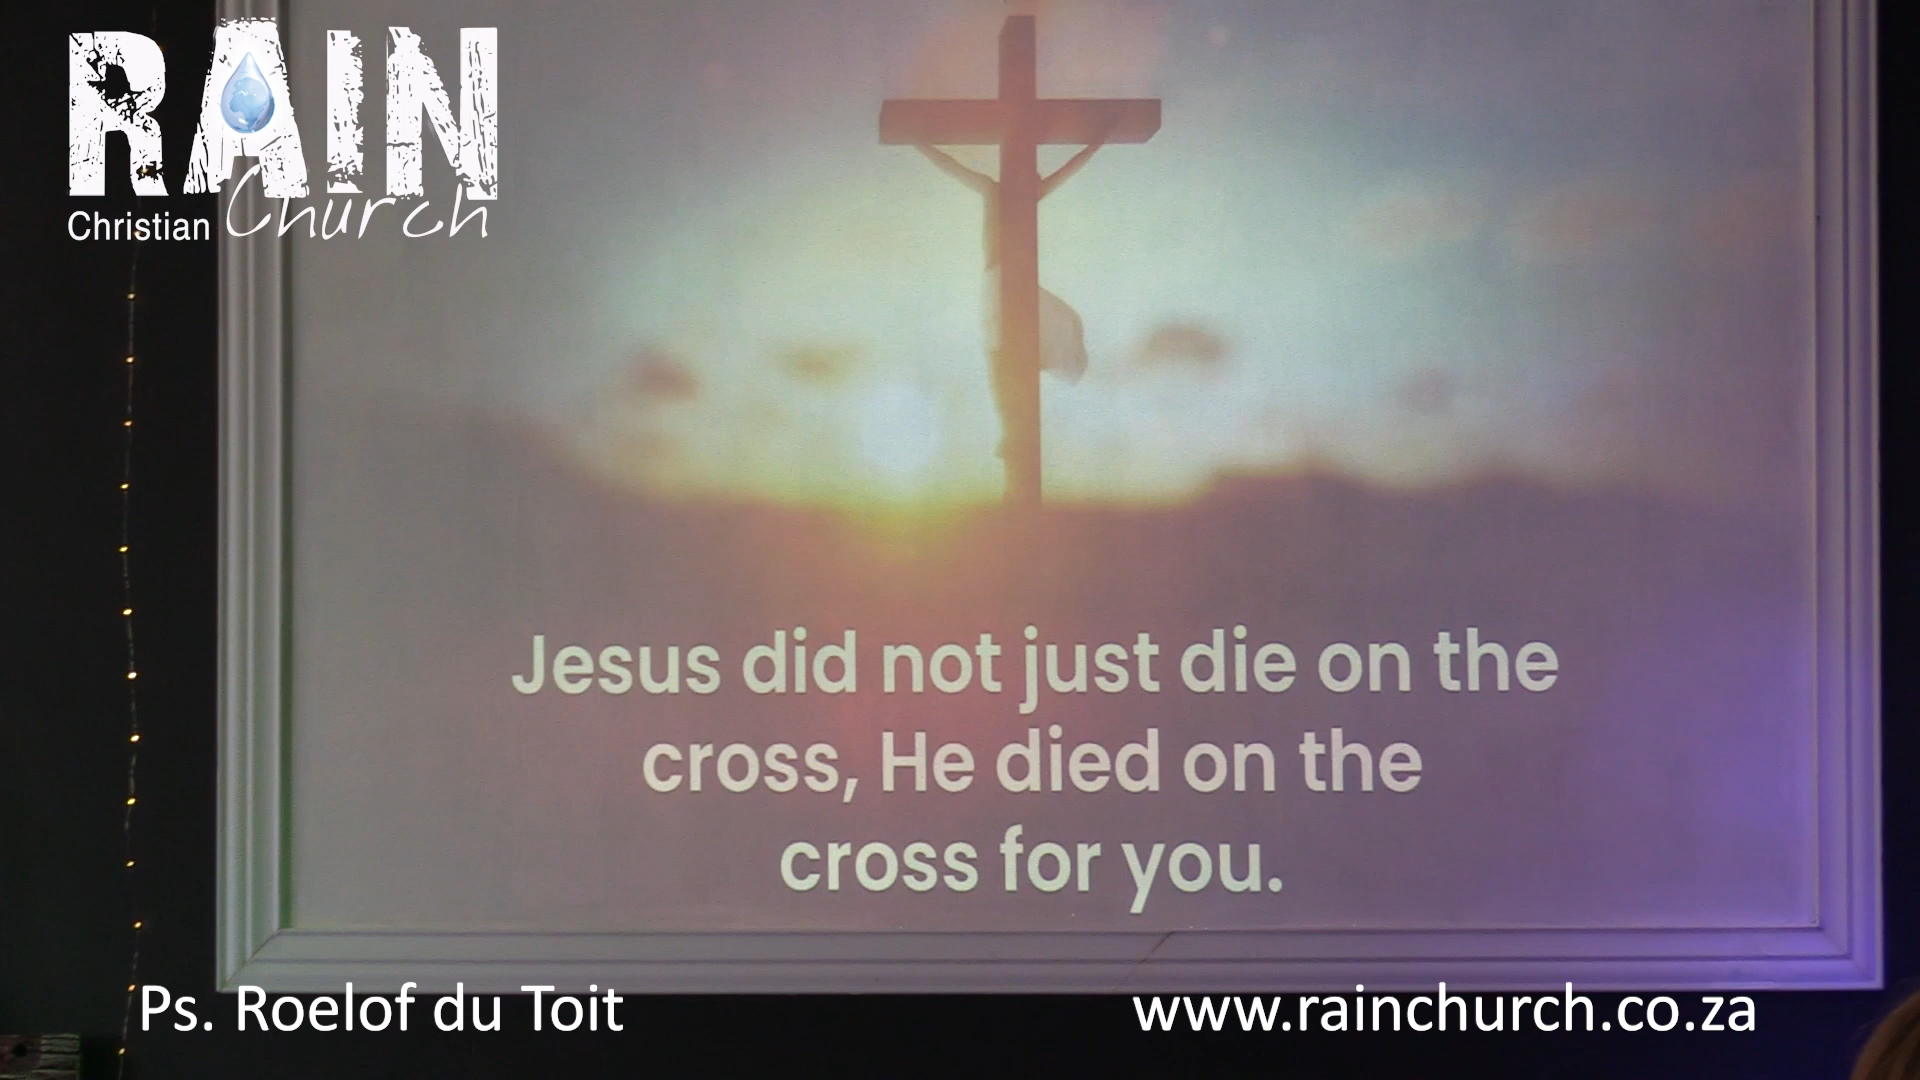 RAIN
Christian Church
Jesus did not just die on the
cross, He died on the
cross for you.
Ps. Roelof du Toit
www.rainchurch.co.za